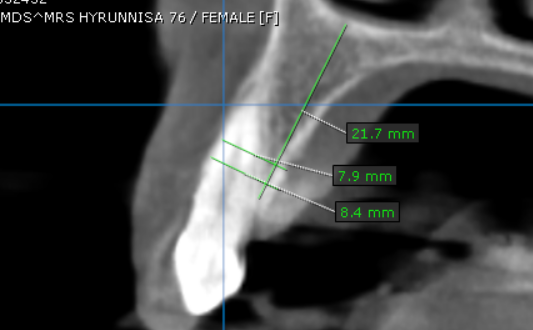 MDS^MRS HYRUNNISA 76 / FEMALE [F]
21.7 mm
7.9 mm
8.4 mm